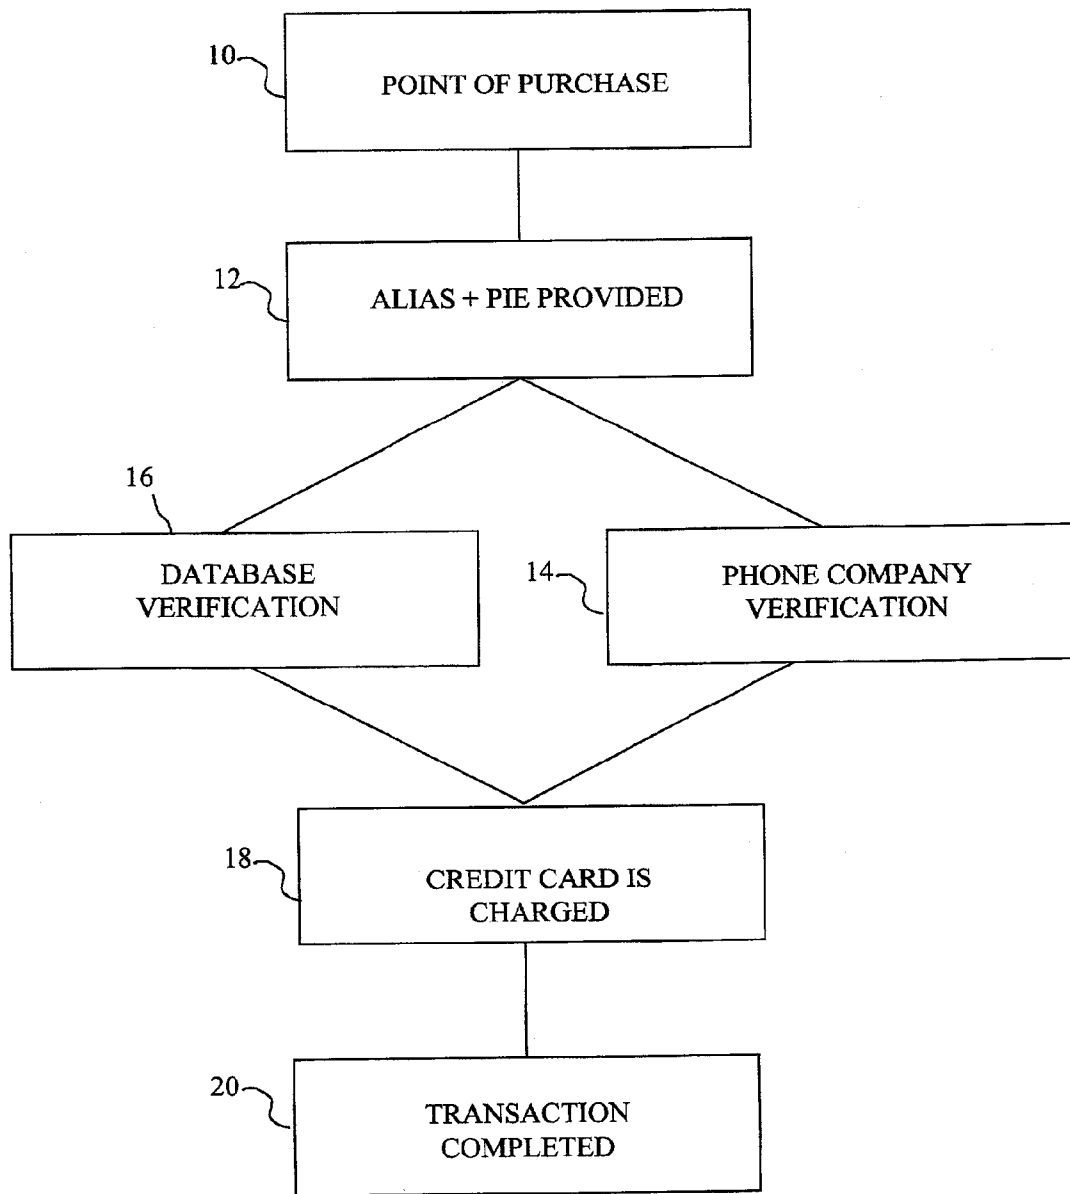 10
POINT OF PURCHASE
12
ALIAS + PIE PROVIDED
16
DATABASE
VERIFICATION
14
PHONE COMPANY
VERIFICATION
18
CREDIT CARD IS
CHARGED
20
TRANSACTION
COMPLETED